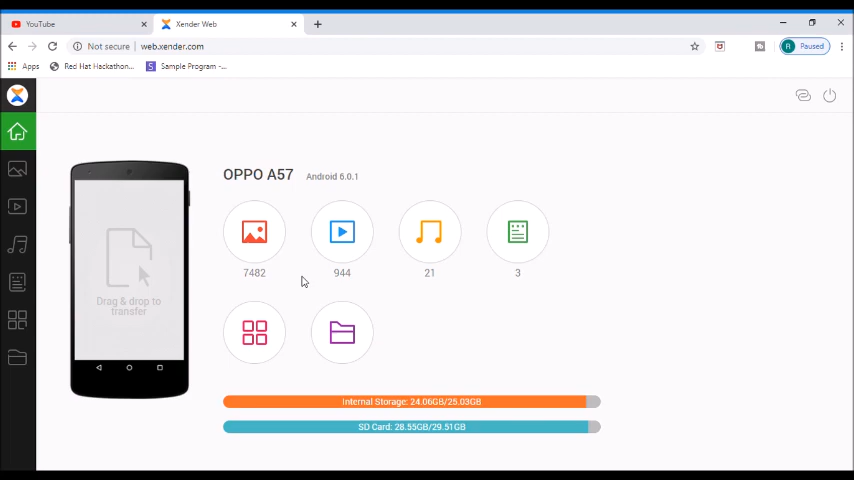 YouTube
Xender Web
Not secure
web.xender.com
R
Paused
Apps
Red Hat Hackathon...
S
Sample Program -...
OPPO A57
Android 6.0.1
7482
944
21
3
Drag & drop to
transfer
Internal Storage: 24.06GB/25.03GB
SD Card: 28.55GB/29.51GB